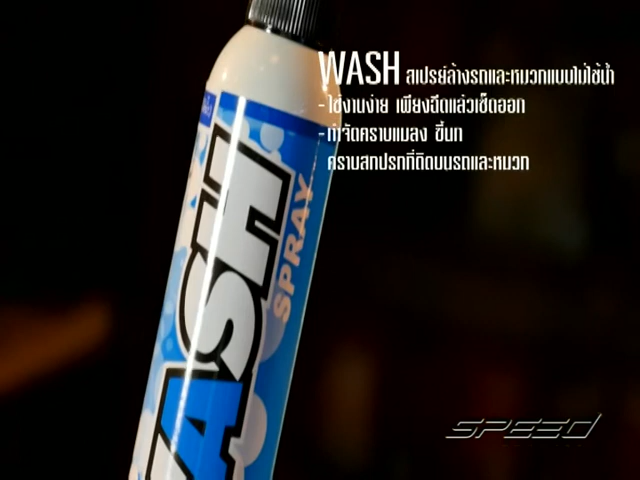 WASH สเปรย์ล้างรถและหมวกแบบไม่ใช้น้ำ
-ใช้งานง่าย เพียงฉีดแล้วเช็ดออก
-กำจัดคราบแมลง ขี้นก
คราบสกปรกที่ติดบนรถและหมวก
ASH
SPRAY
SPEED